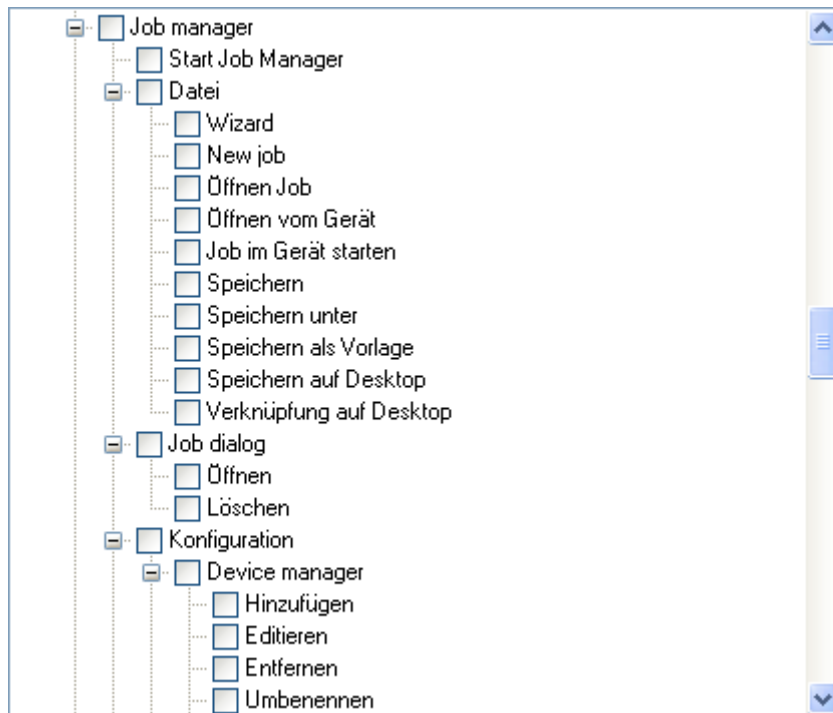 Job manager
Start Job Manager
Datei
Wizard
New job
Öffnen Job
Öffnen vom Gerät
Job im Gerät starten
Speichern
Speichern unter
Speichern als Vorlage
Speichern auf Desktop
Verknüpfung auf Desktop
Job dialog
Öffnen
Löschen
Konfiguration
Device manager
Hinzufügen
Editieren
Entfernen
Umbenennen